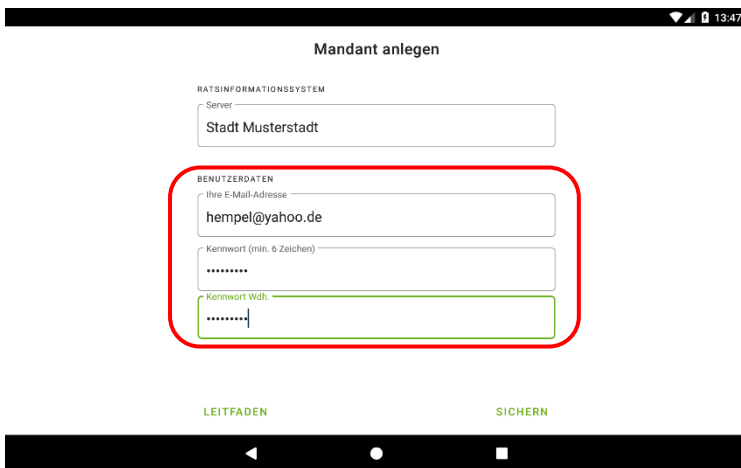 13:47
Mandant anlegen
RATSINFORMATIONSSYSTEM
Server
Stadt Musterstadt
BENUTZERDATEN
Ihre E-Mail-Adresse
hempel@yahoo.de
Kennwort (min. 6 Zeichen)
•••••••••
Kennwort Wdh.
•••••••••
LEITFADEN SICHERN